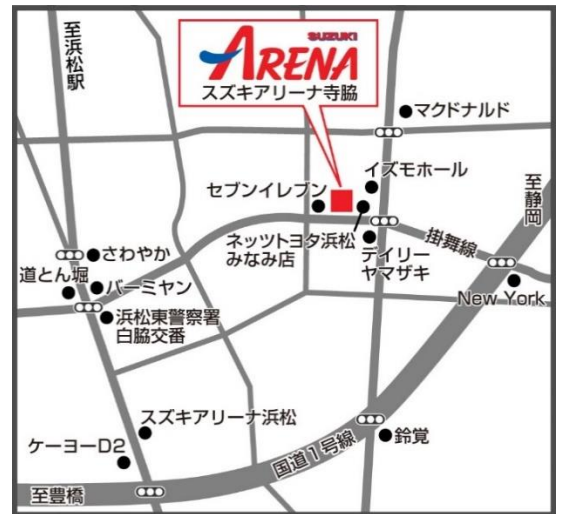 SUZUKI
ARENA
スズキアリーナ寺脇
至浜松駅
マクドナルド
イズモホール
セブンイレブン
至静岡
ネッツトヨタ浜松
みなみ店
デイリー
ヤマザキ
掛舞線
さわやか
道とん堀
バーミヤン
New York
浜松東警察署
白脇交番
スズキアリーナ浜松
鈴覚
ケーヨーD2
国道1号線
至豊橋